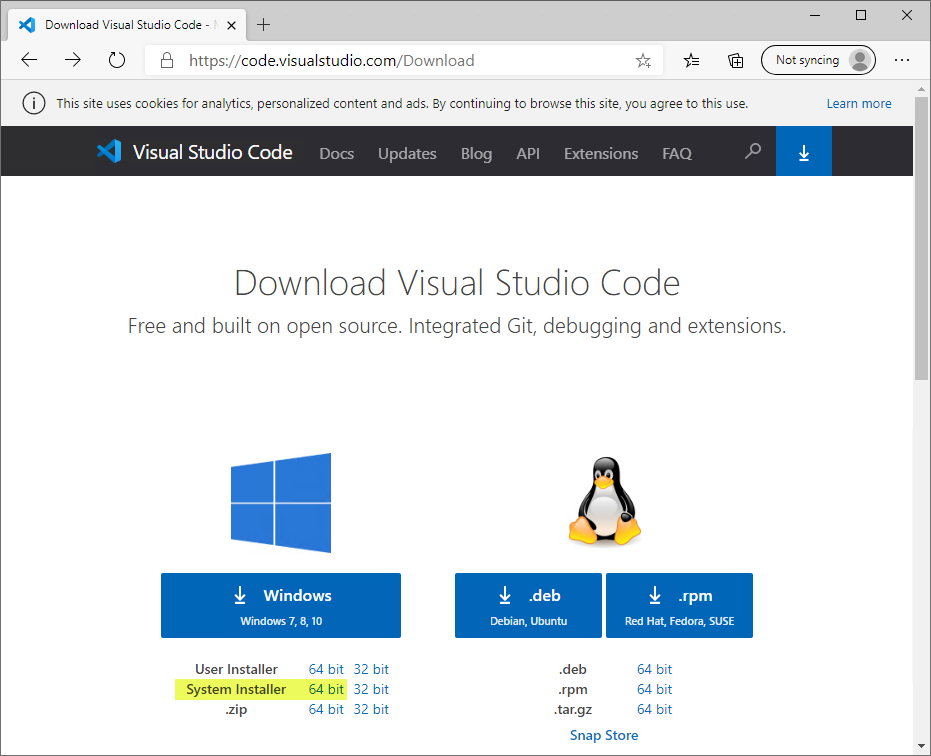 Download Visual Studio Code -
Not syncing
https://code.visualstudio.com/Download
This site uses cookies for analytics, personalized content and ads. By continuing to browse this site, you agree to this use.
Learn more
Visual Studio Code Docs Updates Blog API Extensions FAQ
Download Visual Studio Code
Free and built on open source. Integrated Git, debugging and extensions.
Windows
Windows 7, 8, 10
.deb
Debian, Ubuntu
.rpm
Red Hat, Fedora, SUSE
User Installer 64 bit 32 bit
System Installer 64 bit 32 bit
.zip 64 bit 32 bit
.deb 64 bit
.rpm 64 bit
.tar.gz 64 bit
Snap Store